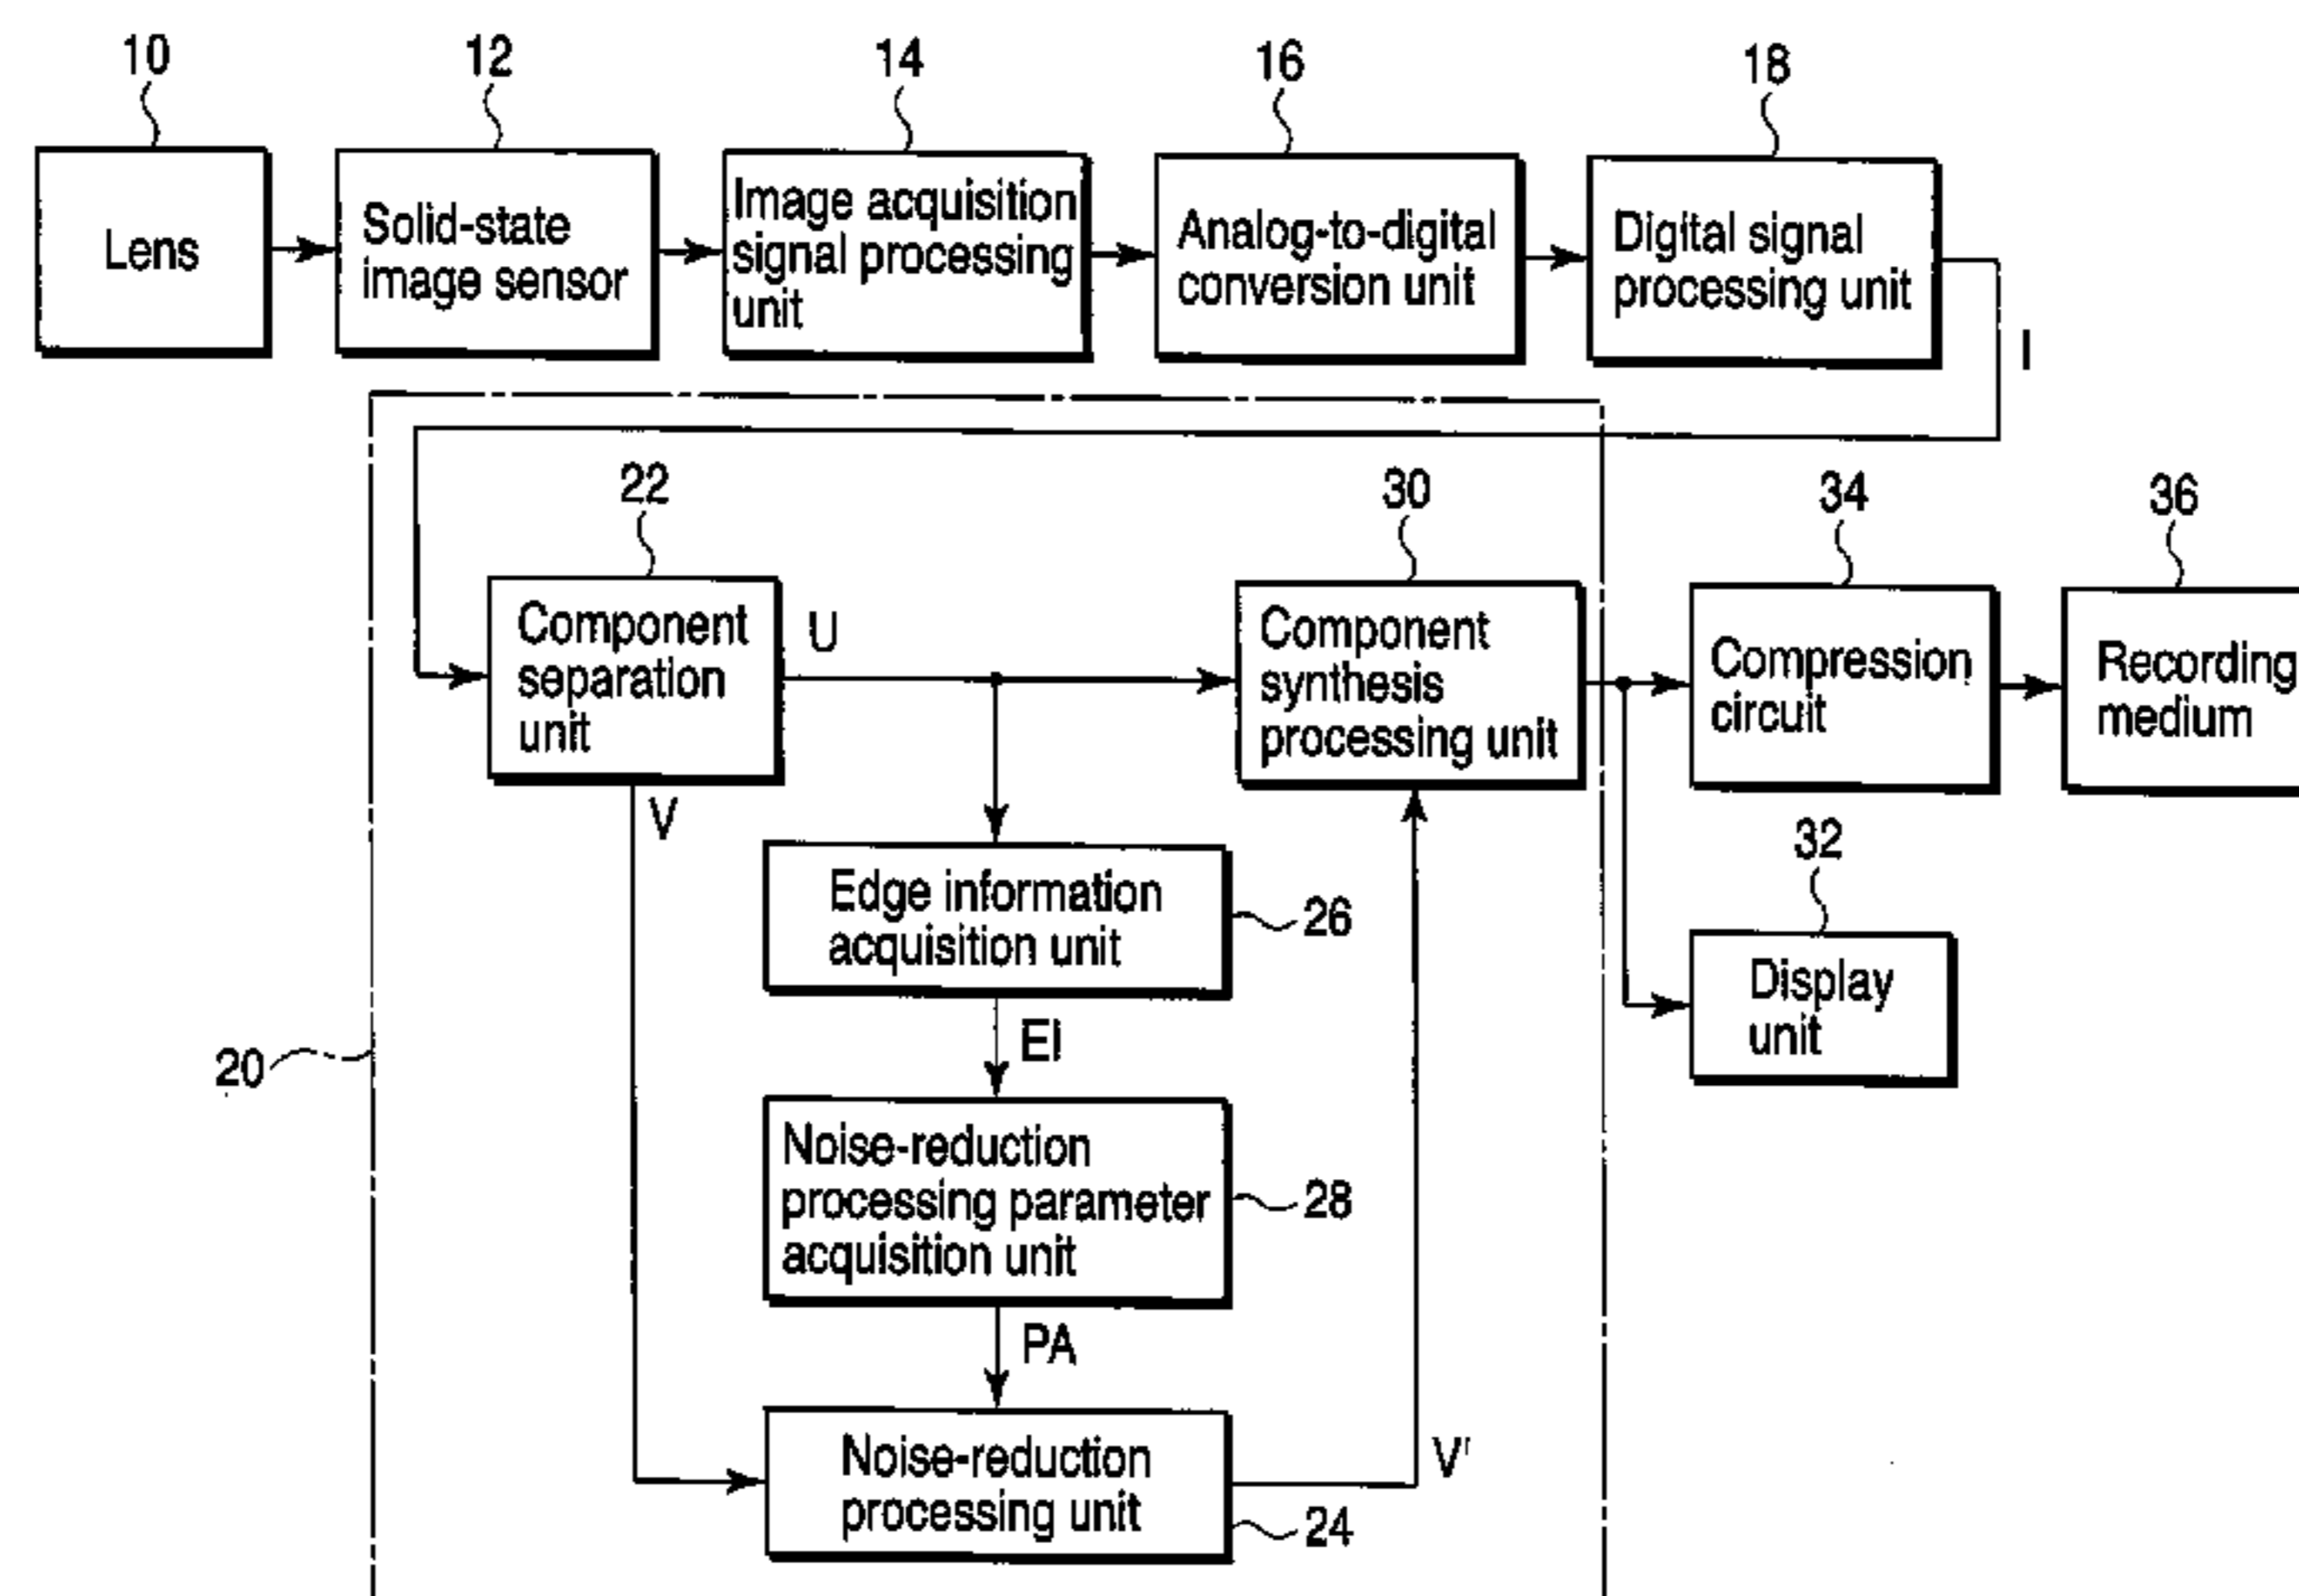 10
12
14
16
18
Lens
Solid-state
image sensor
Image acquisition
signal processing
unit
Analog-to-digital
conversion unit
Digital signal
processing unit
I
22
30
34
36
Component
separation
unit
U
Component
synthesis
processing unit
Compression
circuit
Recording
medium
V
32
Edge information
acquisition unit
26
Display
unit
EI
20
Noise-reduction
processing parameter
acquisition unit
28
PA
Noise-reduction
processing unit
V'
24